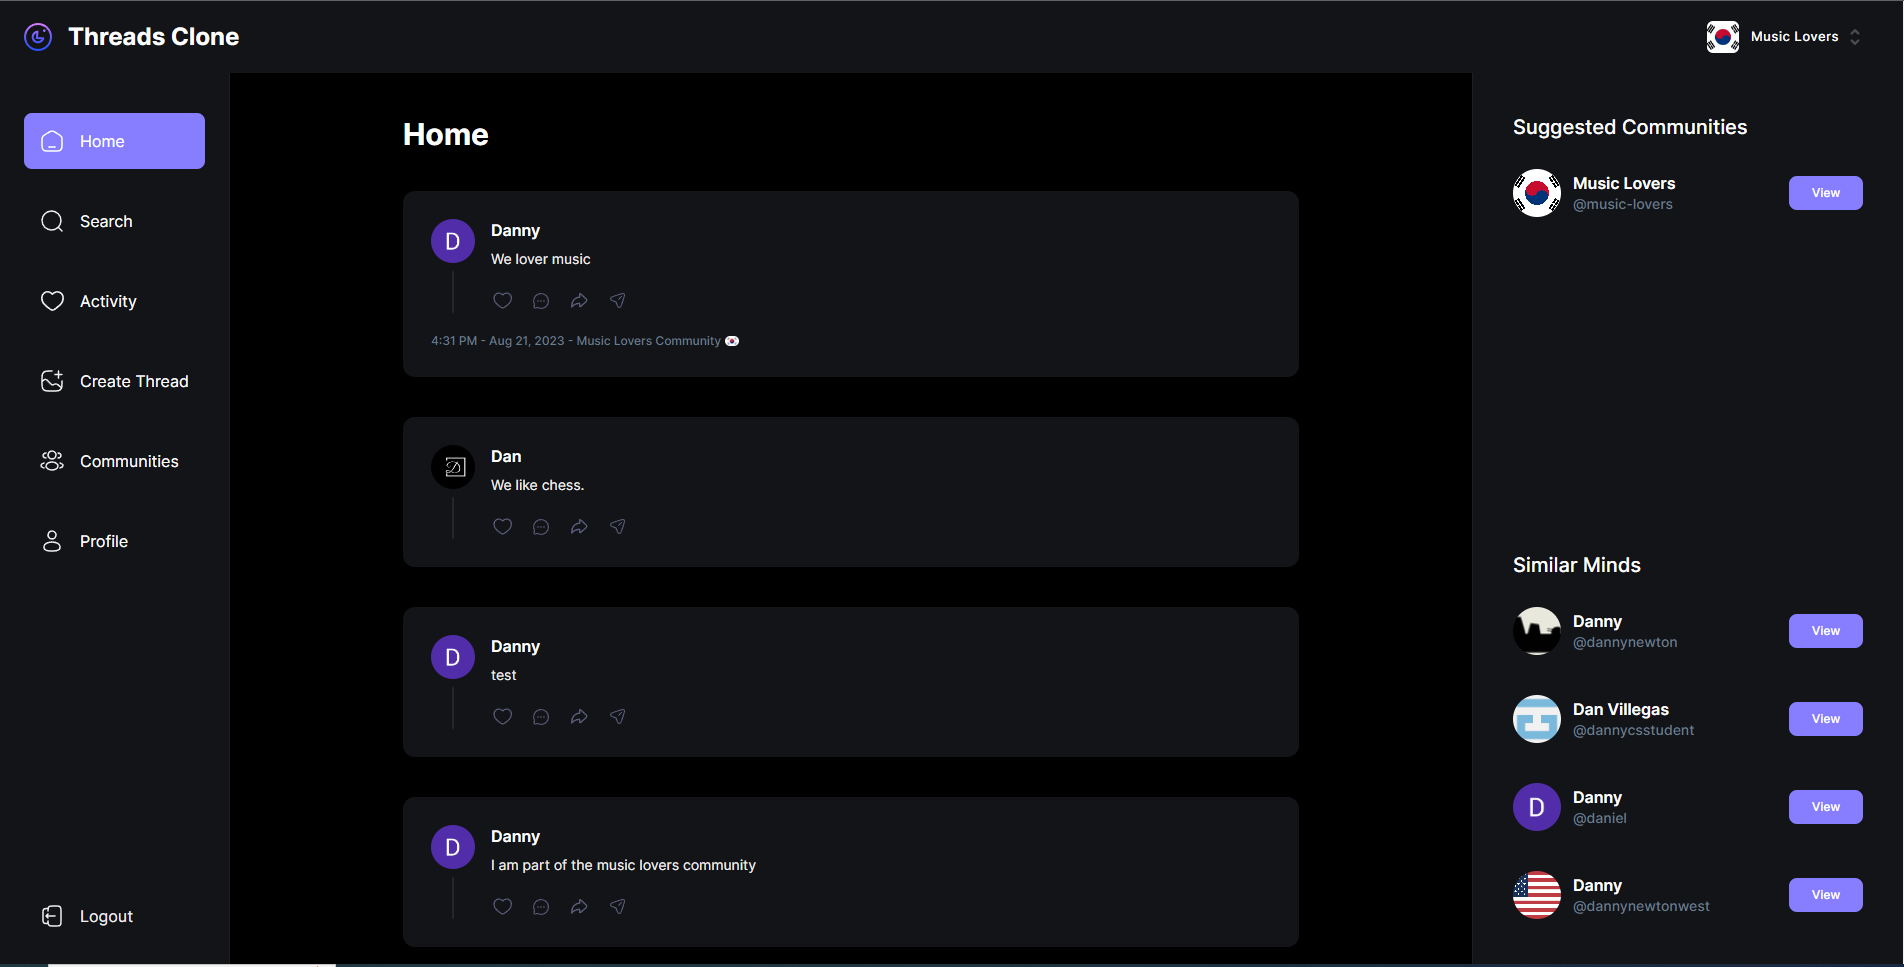 Threads Clone
Music Lovers
Home
Search
Activity
Create Thread
Communities
Profile
Logout
Home
D
Danny
We lover music
4:31 PM - Aug 21, 2023 - Music Lovers Community
D
Dan
We like chess.
D
Danny
test
D
Danny
I am part of the music lovers community
Suggested Communities
Music Lovers
@music-lovers
View
Similar Minds
Danny
@dannynewton
View
Dan Villegas
@dannycsstudent
View
D
Danny
@daniel
View
Danny
@dannynewtonwest
View